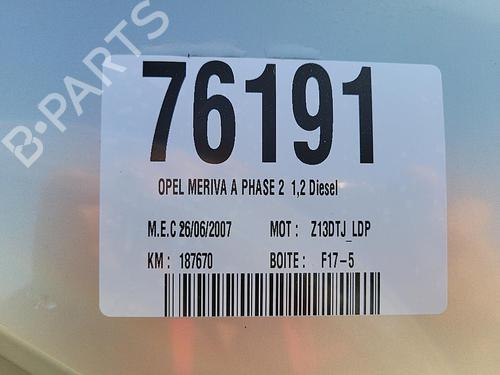 B-PARTS
76191
OPEL MERIVA A PHASE 2 1,2 Diesel
M.E.C 26/06/2007 MOT : Z13DTJ_LDP
KM : 187670 BOITE : F17-5